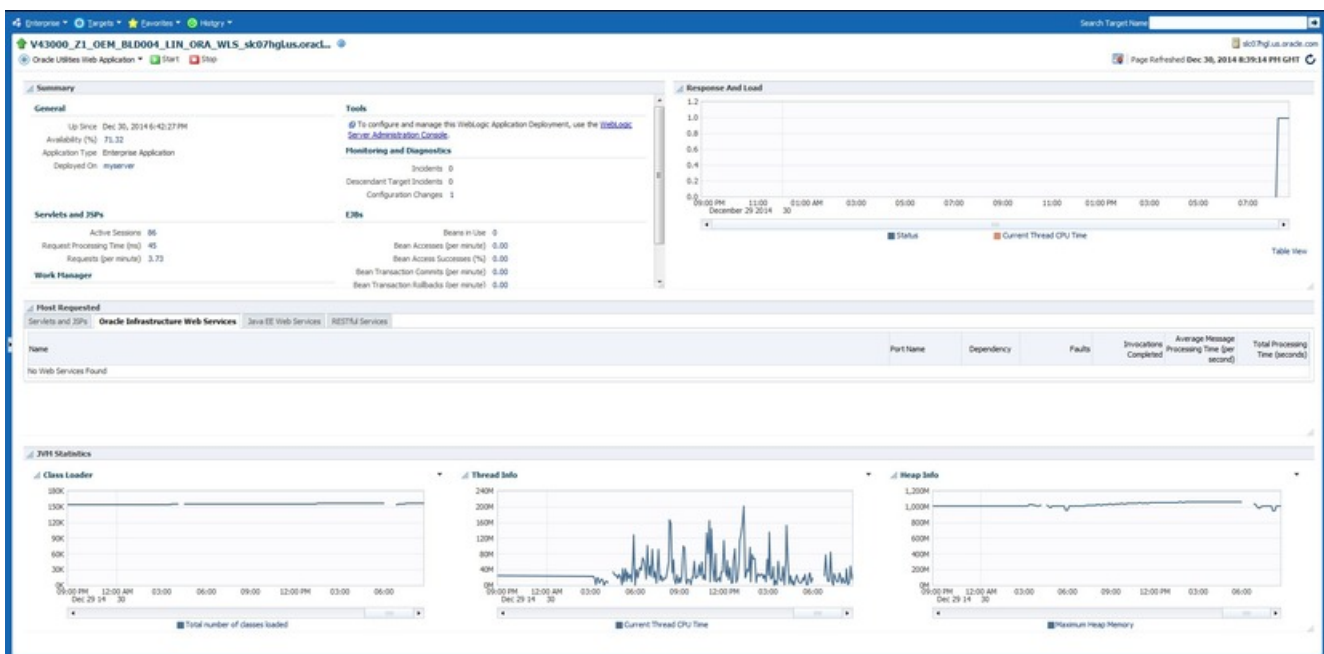 Enterprise Targets Favorites History Search Target Name
V43000_Z1_OEM_BLD004_LIN_ORA_WLS_sk07hgl.us.oracl...
slc07hgl.us.oracle.com
Oracle Utilities Web Application Start Stop Page Refreshed Dec 30, 2014 8:39:14 PM GMT
Summary
General
Up Since Dec 30, 2014 6:42:27 PM
Availability (%) 71.32
Application Type Enterprise Application
Deployed On myserver
Servlets and JSPs
Active Sessions 86
Request Processing Time (ms) 45
Requests (per minute) 3.73
Work Manager
Tools
To configure and manage this WebLogic Application Deployment, use the WebLogic
Server Administration Console.
Monitoring and Diagnostics
Incidents 0
Descendant Target Incidents 0
Configuration Changes 1
EJBs
Beans in Use 0
Bean Accesses (per minute) 0.00
Bean Access Successes (%) 0.00
Bean Transaction Commits (per minute) 0.00
Bean Transaction Rollbacks (per minute) 0.00
Response And Load
1.2
1.0
0.8
0.6
0.4
0.2
0.0
09:00 PM 11:00 01:00 AM 03:00 05:00 07:00 09:00 11:00 01:00 PM 03:00 05:00 07:00
December 29 2014 30
Status Current Thread CPU Time
Table View
Most Requested
Servlets and JSPs Oracle Infrastructure Web Services Java EE Web Services RESTful Services
Name Port Name Dependency Faults Invocations Completed Average Message Processing Time (per second) Total Processing Time (seconds)
No Web Services Found
JVM Statistics
Class Loader
180K
150K
120K
90K
60K
30K
0K
09:00 PM 12:00 AM 03:00 06:00 09:00 12:00 PM 03:00 06:00
Dec 29 14 30
Total number of classes loaded
Thread Info
240M
200M
160M
120M
80M
40M
0M
09:00 PM 12:00 AM 03:00 06:00 09:00 12:00 PM 03:00 06:00
Dec 29 14 30
Current Thread CPU Time
Heap Info
1,200M
1,000M
800M
600M
400M
200M
0M
09:00 PM 12:00 AM 03:00 06:00 09:00 12:00 PM 03:00 06:00
Dec 29 14 30
Maximum Heap Memory